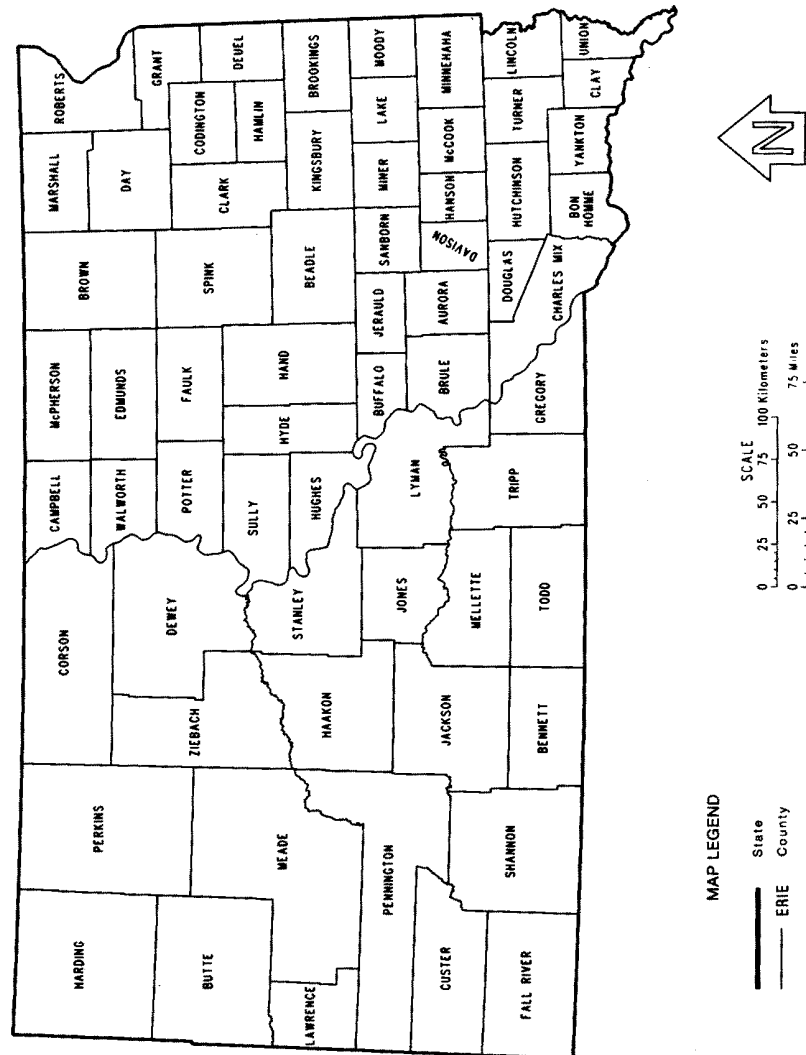 HARDING
PERKINS
CORSON
CAMPBELL
McPHERSON
BROWN
MARSHALL
ROBERTS
WALWORTH
EDMUNDS
DAY
GRANT
BUTTE
MEADE
ZIEBACH
DEWEY
POTTER
FAULK
SPINK
CLARK
CODINGTON
DEUEL
HAMLIN
LAWRENCE
HAAKON
STANLEY
SULLY
HUGHES
HYDE
HAND
BEADLE
KINGSBURY
BROOKINGS
PENNINGTON
JACKSON
JONES
LYMAN
BUFFALO
JERAULD
SANBORN
MINER
LAKE
MOODY
BRULE
AURORA
DAVISON
HANSON
McCOOK
MINNEHAHA
CUSTER
FALL RIVER
SHANNON
BENNETT
MELLETTE
TODD
TRIPP
GREGORY
CHARLES MIX
DOUGLAS
HUTCHINSON
TURNER
LINCOLN
BON
HOMME
YANKTON
CLAY
UNION
MAP LEGEND
State
ERIE County
SCALE
0 25 50 75 100 Kilometers
0 25 50 75 Miles
N